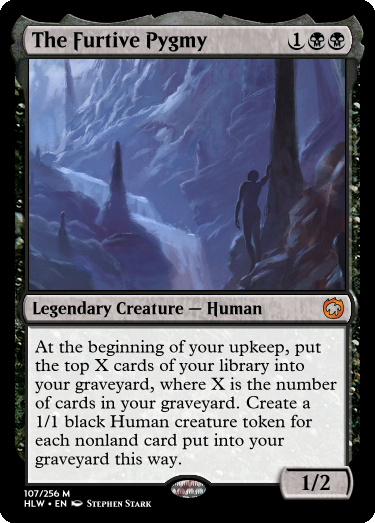 The Furtive Pygmy 1
Legendary Creature — Human
At the beginning of your upkeep, put
the top X cards of your library into
your graveyard, where X is the number
of cards in your graveyard. Create a
1/1 black Human creature token for
each nonland card put into your
graveyard this way.
1/2
107/256 M
HLW • EN Stephen Stark